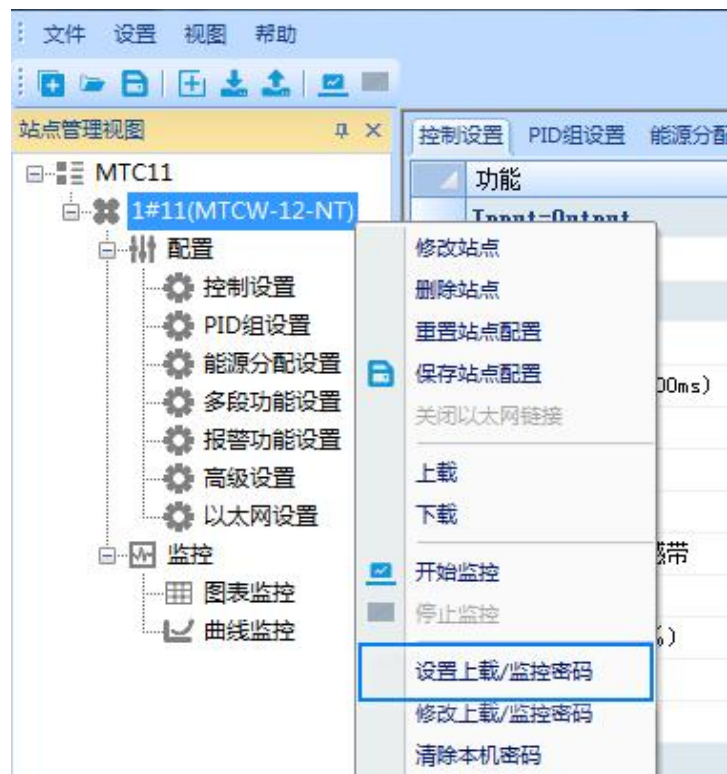 文件 设置 视图 帮助
站点管理视图
控制设置 PID组设置 能源分配
MTC11
功能
1#11(MTCW-12-NT)
Input=Output
配置
修改站点
控制设置
删除站点
PID组设置
重置站点配置
能源分配设置
保存站点配置
00ms)
多段功能设置
关闭以太网链接
报警功能设置
高级设置
上载
以太网设置
下载
监控
感带
开始监控
图表监控
停止监控
曲线监控
%)
设置上载/监控密码
修改上载/监控密码
清除本机密码